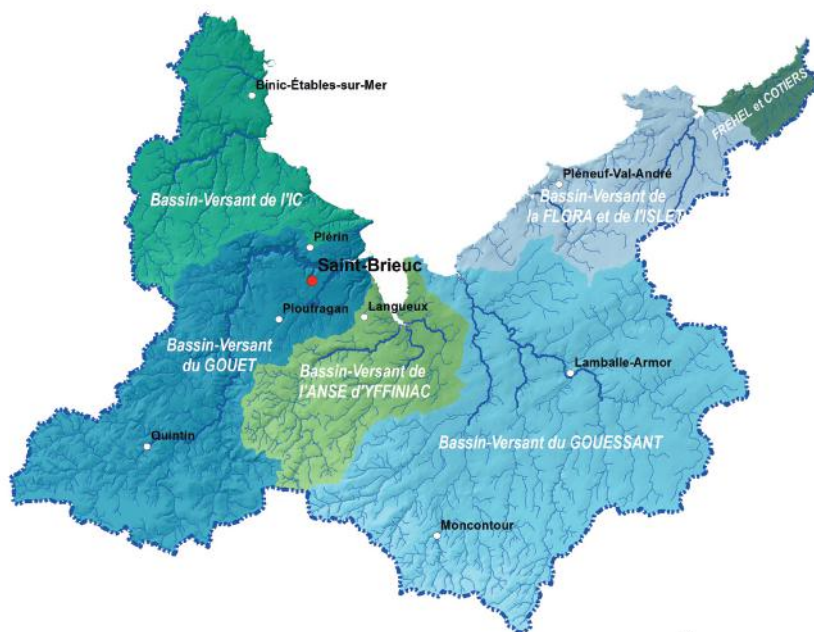 Binic-Étables-sur-Mer
FREHEL et COTIERS
Pléneuf-Val-André
Bassin-Versant de
la FLORA et de l'ISLET
Bassin-Versant de l'IC
Plérin
Saint-Brieuc
Langueux
Ploufragan
Bassin-Versant
du GOUET
Bassin-Versant de
l'ANSE d'YFFINIAC
Lamballe-Armor
Quintin
Bassin-Versant du GOUESSANT
Moncontour